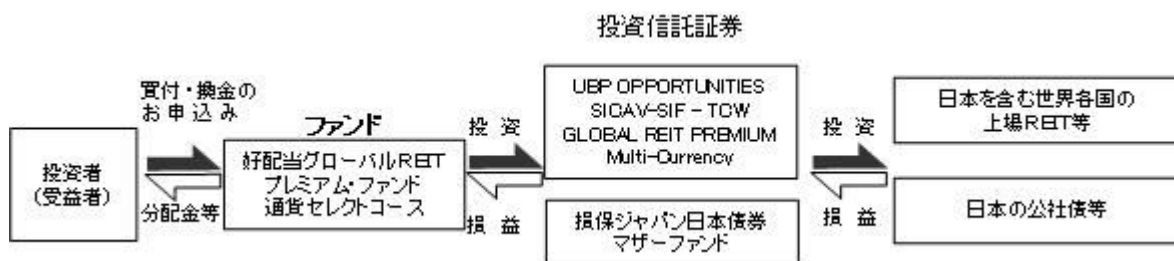 投資信託証券
買付・換金の
お申込み
ファンド
投資
UBP OPPORTUNITIES
SICAV-SIF - TCW
GLOBAL REIT PREMIUM
Multi-Currency
投資
日本を含む世界各国の
上場REIT等
投資者
(受益者)
好配当グローバルREIT
プレミアム・ファンド
通貨セレクトコース
分配金等
損益
損保ジャパン日本債券
マザーファンド
損益
日本の公社債等